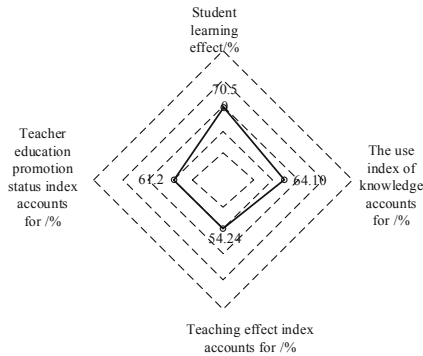 Student
learning
effect/%
70.5
0
Teacher
education
promotion
status index
accounts
for /%
61.2
64.10
The use
index of
knowledge
accounts
for /%
54.24
Teaching effect index
accounts for /%